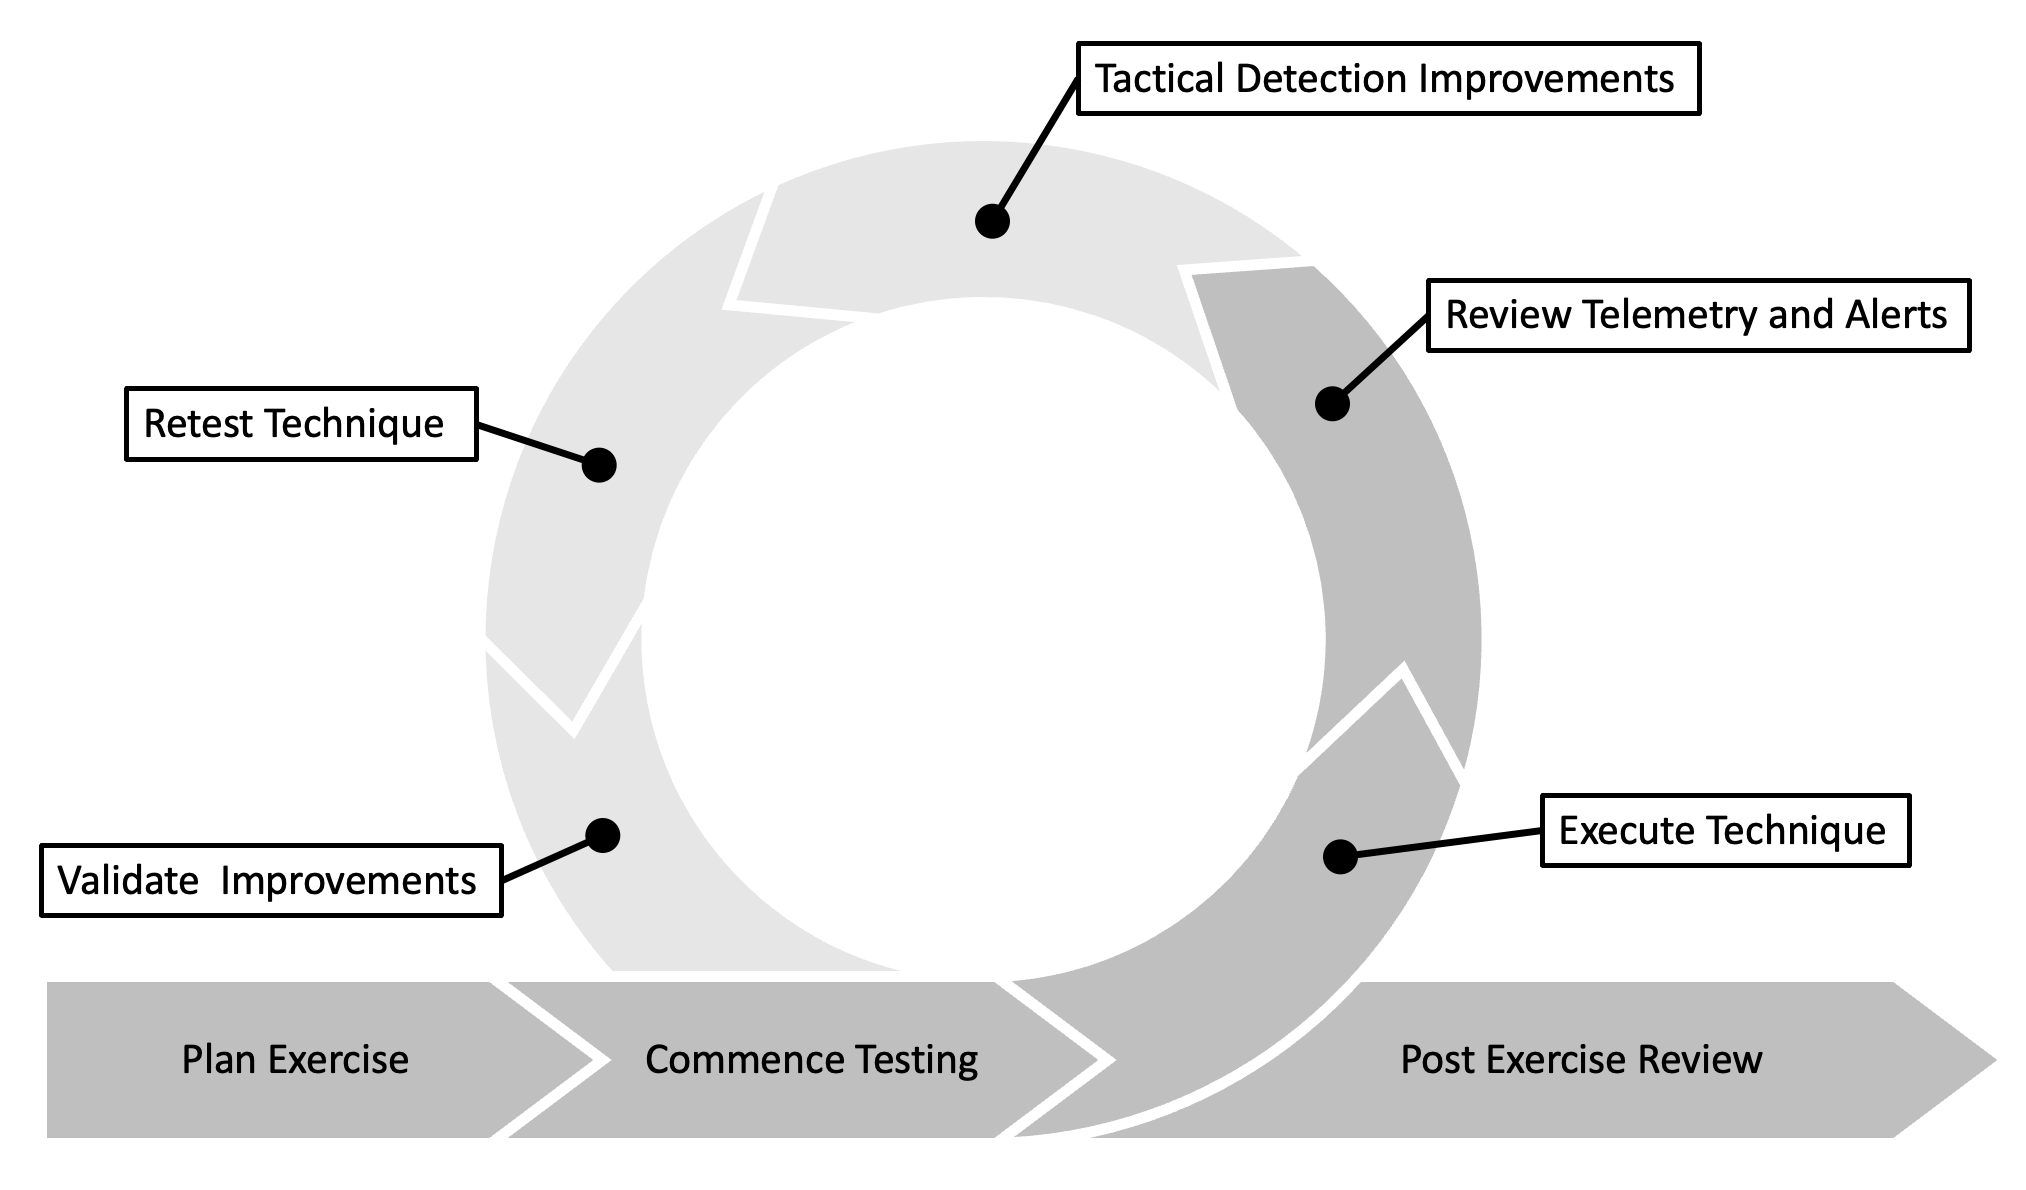 Tactical Detection Improvements
Review Telemetry and Alerts
Retest Technique
Execute Technique
Validate  Improvements
Plan Exercise
Commence Testing
Post Exercise Review